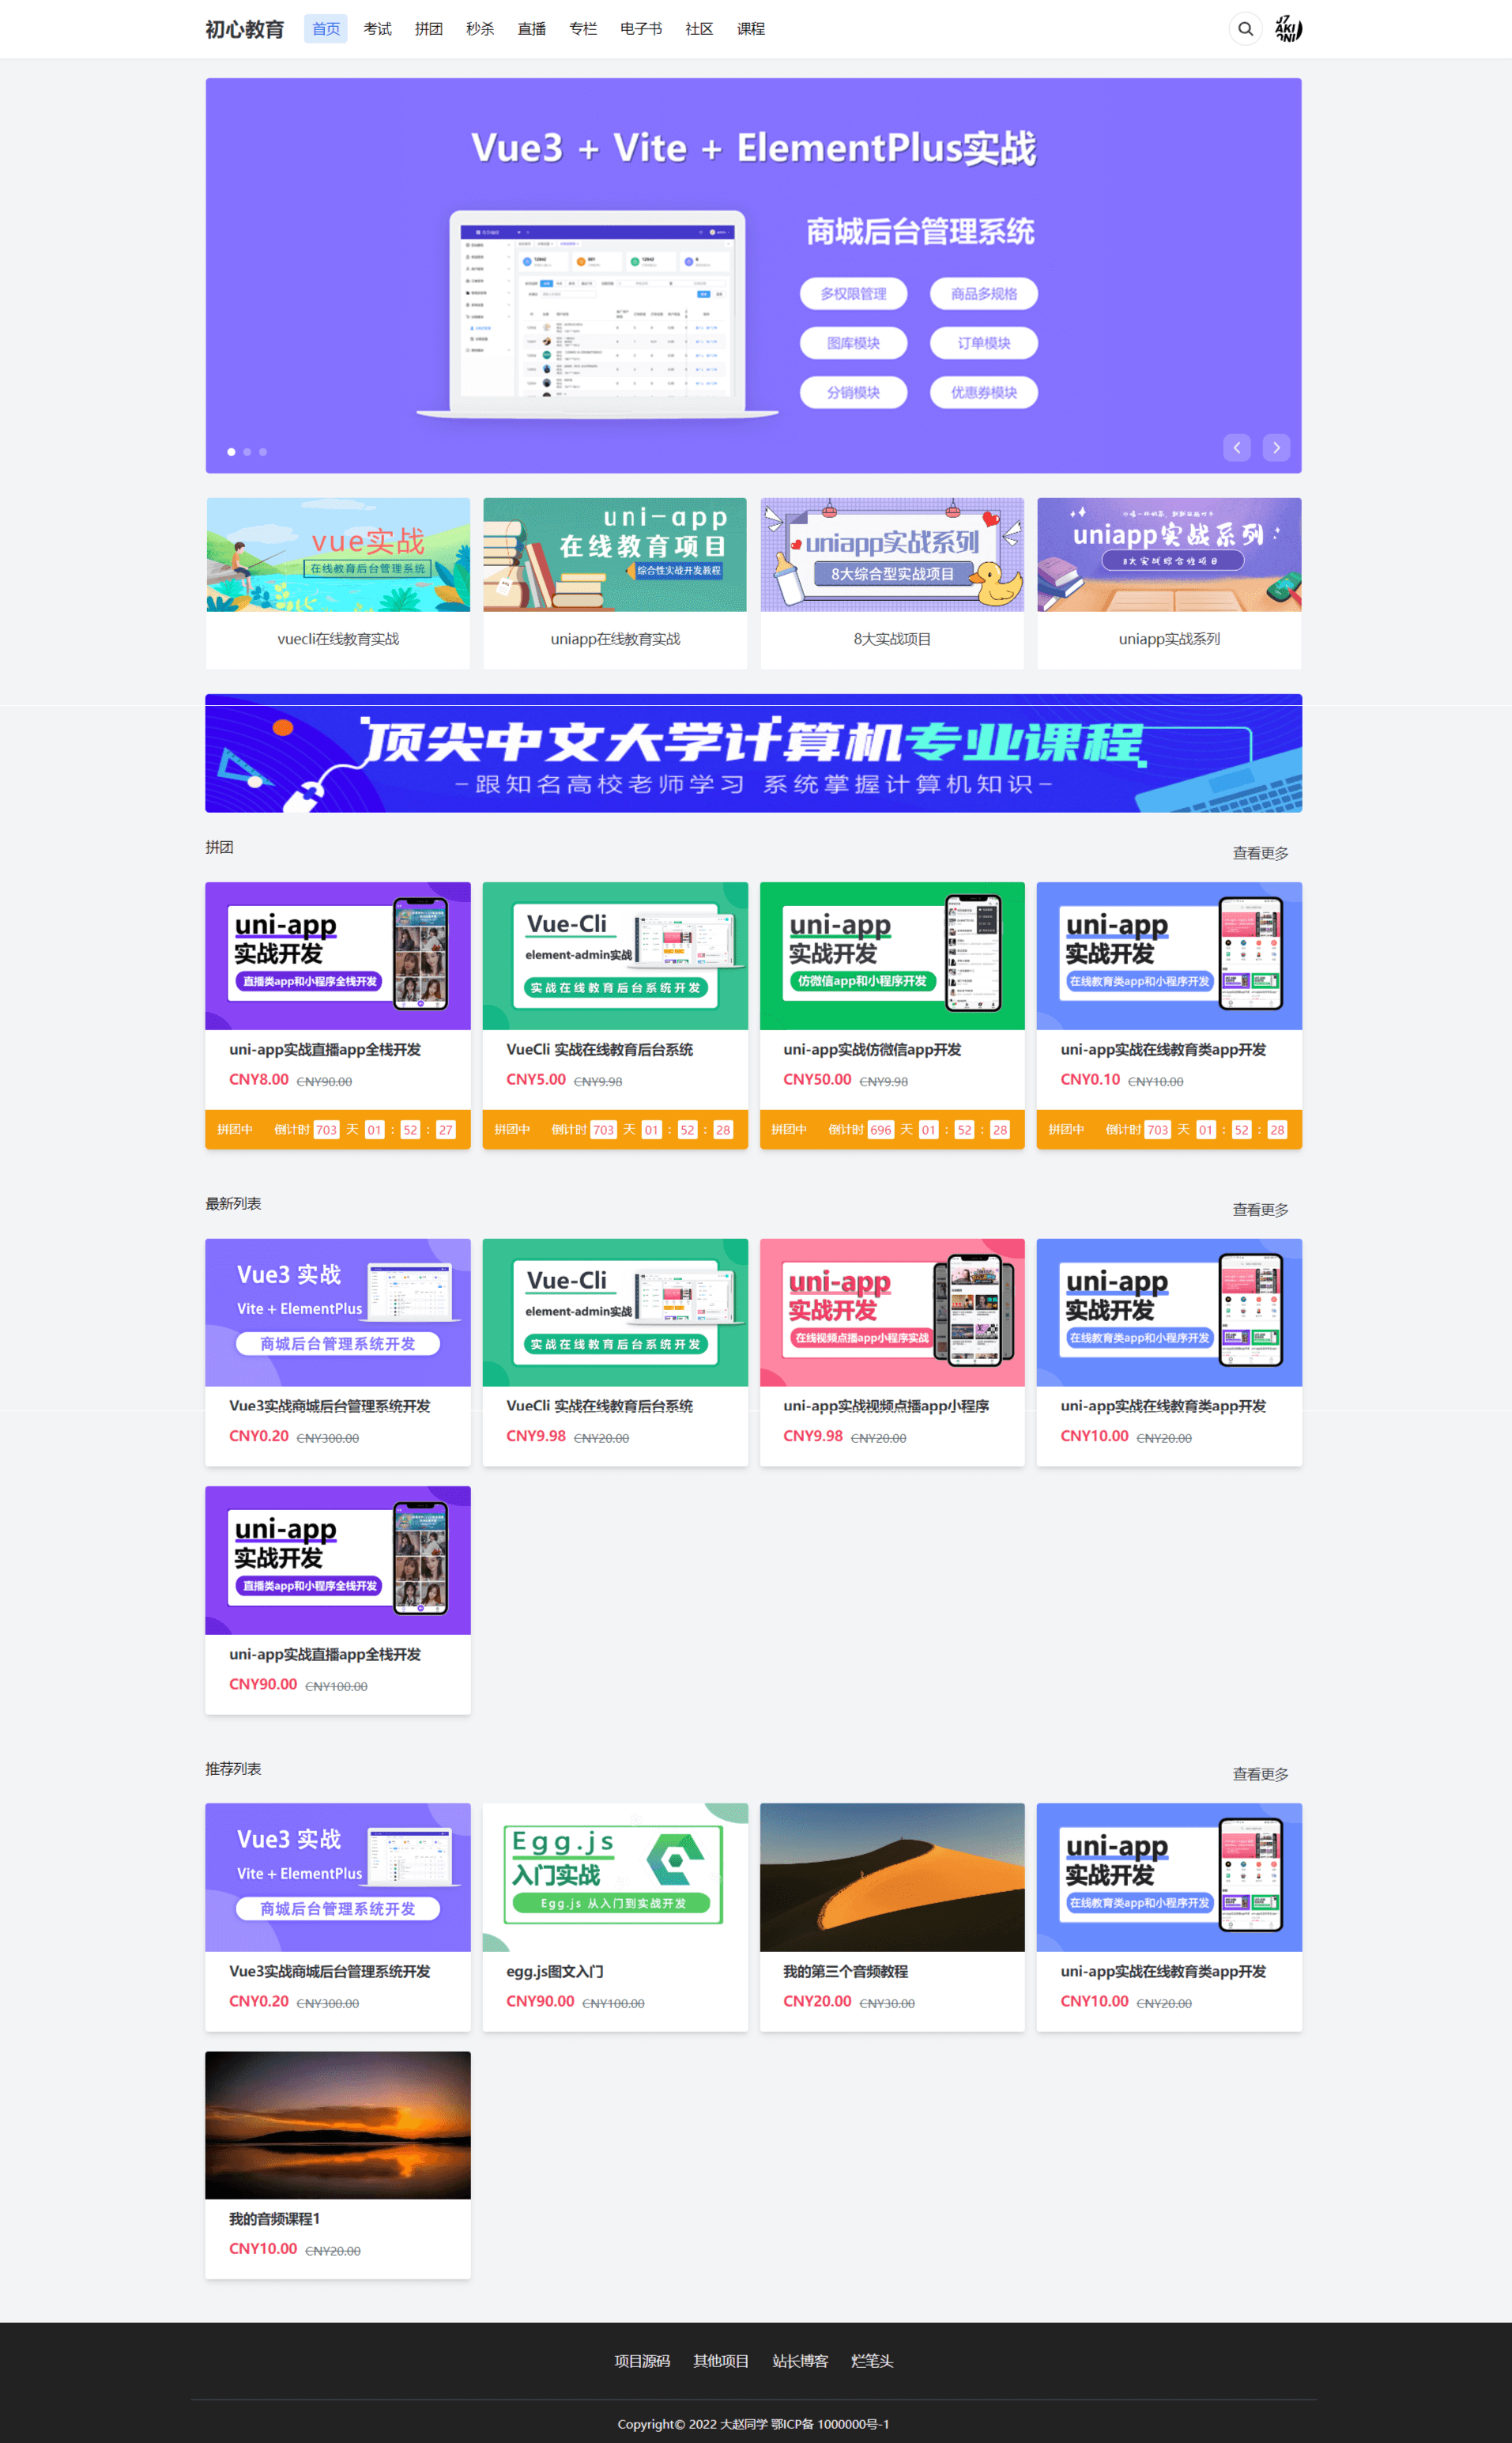 初心教育 首页 考试 拼团 秒杀 直播 专栏 电子书 社区 课程
Vue3 + Vite + ElementPlus实战
商城后台管理系统
多权限管理 商品多规格
图库模块 订单模块
分销模块 优惠券模块
vue实战
在线教育后台管理系统
uni-app
在线教育项目
综合性实战开发教程
uniapp实战系列
8大综合型实战项目
uniapp实战系列
8大实战综合性项目
vuecli在线教育实战 uniapp在线教育实战 8大实战项目 uniapp实战系列
顶尖中文大学计算机专业课程
-跟知名高校老师学习 系统掌握计算机知识-
拼团 查看更多
uni-app
实战开发
直播类app和小程序全栈开发
Vue-Cli
element-admin实战
实战在线教育后台系统开发
uni-app
实战开发
仿微信app和小程序开发
uni-app
实战开发
在线教育类app和小程序开发
uni-app实战直播app全栈开发 VueCli 实战在线教育后台系统 uni-app实战仿微信app开发 uni-app实战在线教育类app开发
CNY8.00 CNY90.00 CNY5.00 CNY9.98 CNY50.00 CNY9.98 CNY0.10 CNY10.00
拼团中 倒计时 703 天 01 : 52 : 27 拼团中 倒计时 703 天 01 : 52 : 28 拼团中 倒计时 696 天 01 : 52 : 28 拼团中 倒计时 703 天 01 : 52 : 28
最新列表 查看更多
Vue3 实战
Vite + ElementPlus
商城后台管理系统开发
Vue-Cli
element-admin实战
实战在线教育后台系统开发
uni-app
实战开发
在线视频点播app小程序实战
uni-app
实战开发
在线教育类app和小程序开发
Vue3实战商城后台管理系统开发 VueCli 实战在线教育后台系统 uni-app实战视频点播app小程序 uni-app实战在线教育类app开发
CNY0.20 CNY300.00 CNY9.98 CNY20.00 CNY9.98 CNY20.00 CNY10.00 CNY20.00
uni-app
实战开发
直播类app和小程序全栈开发
uni-app实战直播app全栈开发
CNY90.00 CNY100.00
推荐列表 查看更多
Vue3 实战
Vite + ElementPlus
商城后台管理系统开发
Egg.js
入门实战
Egg.js 从入门到实战开发
uni-app
实战开发
在线教育类app和小程序开发
Vue3实战商城后台管理系统开发 egg.js图文入门 我的第三个音频教程 uni-app实战在线教育类app开发
CNY0.20 CNY300.00 CNY90.00 CNY100.00 CNY20.00 CNY30.00 CNY10.00 CNY20.00
我的音频课程1
CNY10.00 CNY20.00
项目源码 其他项目 站长博客 烂笔头
Copyright© 2022 大赵同学 鄂ICP备 1000000号-1